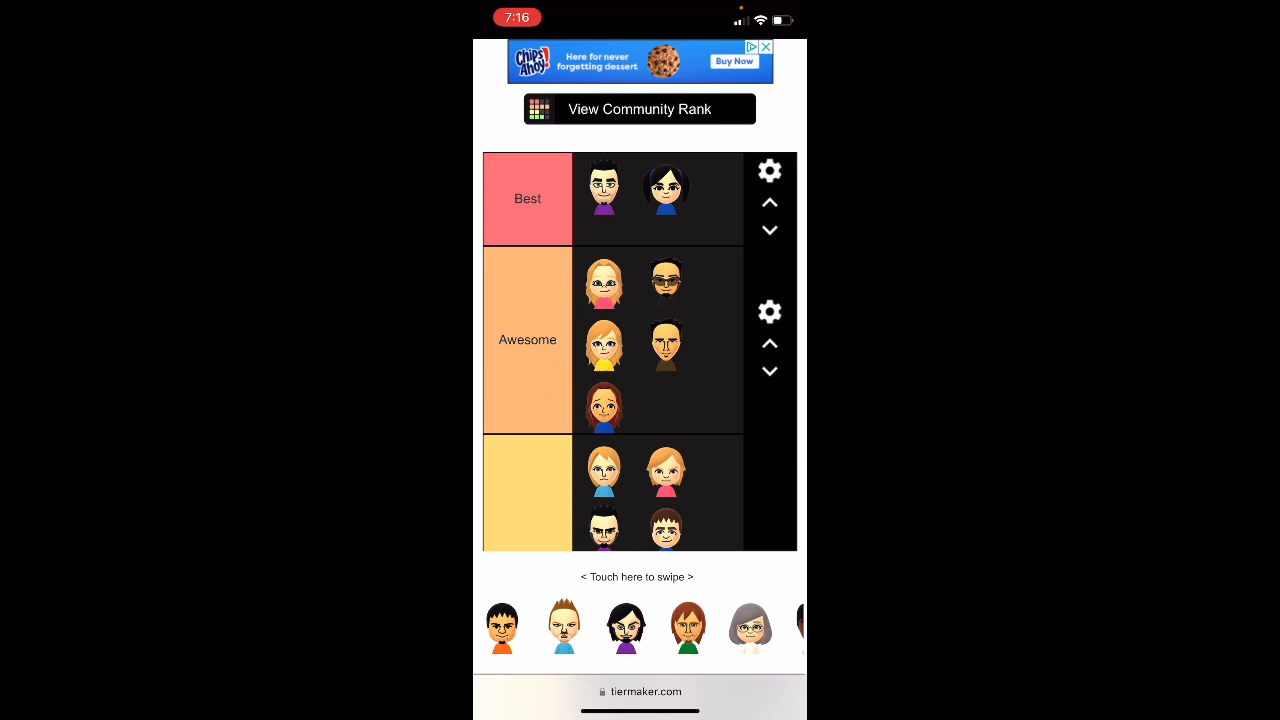 7:16
CHIPS AHOY!
Here for never
forgetting dessert
Buy Now
View Community Rank
Best
Awesome
< Touch here to swipe >
tiermaker.com